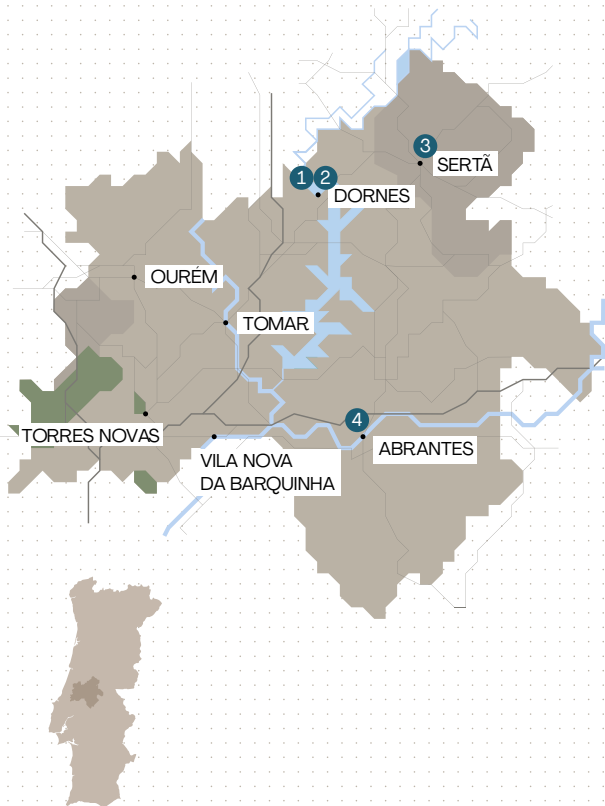 3
SERTÃ
1 2
DORNES
OURÉM
TOMAR
4
TORRES NOVAS
ABRANTES
VILA NOVA
DA BARQUINHA